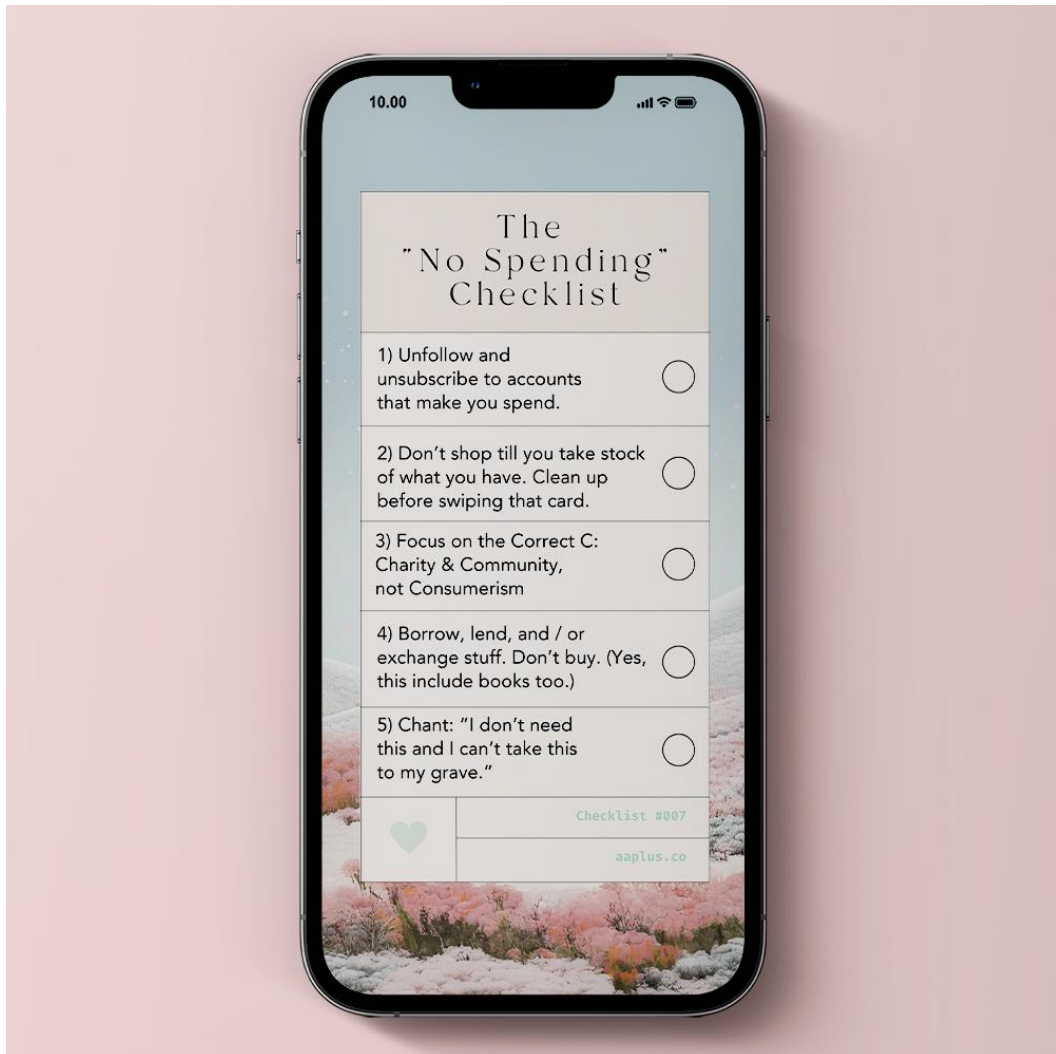 10.00
The
"No Spending"
Checklist
1) Unfollow and
unsubscribe to accounts
that make you spend.
2) Don't shop till you take stock
of what you have. Clean up
before swiping that card.
3) Focus on the Correct C:
Charity & Community,
not Consumerism
4) Borrow, lend, and / or
exchange stuff. Don't buy. (Yes,
this include books too.)
5) Chant: "I don't need
this and I can't take this
to my grave."
Checklist #007
aaplus.co